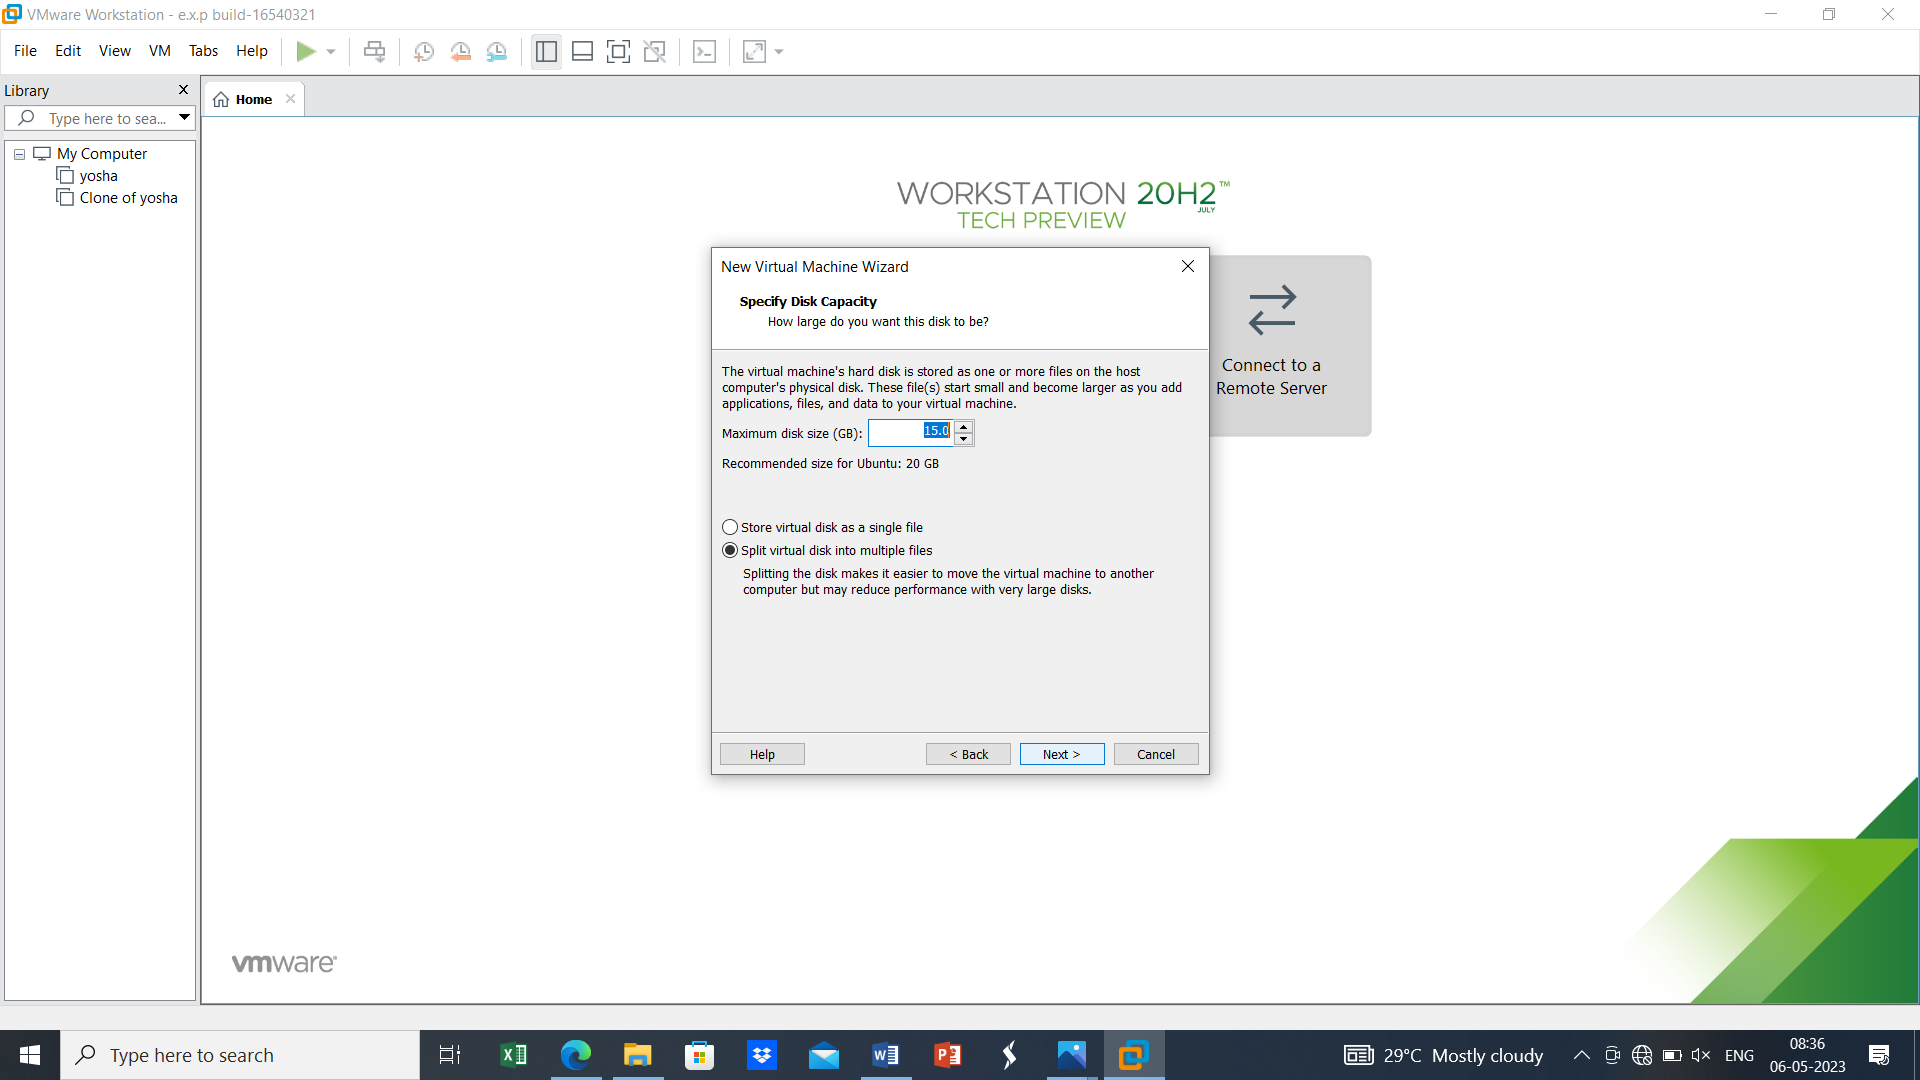 VMware Workstation - e.x.p build-16540321
File Edit View VM Tabs Help
Library
Home
Type here to sea...
My Computer
yosha
Clone of yosha
WORKSTATION 20H2™
JULY
TECH PREVIEW
New Virtual Machine Wizard
Specify Disk Capacity
How large do you want this disk to be?
Connect to a
Remote Server
The virtual machine's hard disk is stored as one or more files on the host
computer's physical disk. These file(s) start small and become larger as you add
applications, files, and data to your virtual machine.
Maximum disk size (GB): 15.0
Recommended size for Ubuntu: 20 GB
Store virtual disk as a single file
Split virtual disk into multiple files
Splitting the disk makes it easier to move the virtual machine to another
computer but may reduce performance with very large disks.
Help < Back Next > Cancel
vmware
Type here to search
29°C Mostly cloudy
ENG
08:36
06-05-2023